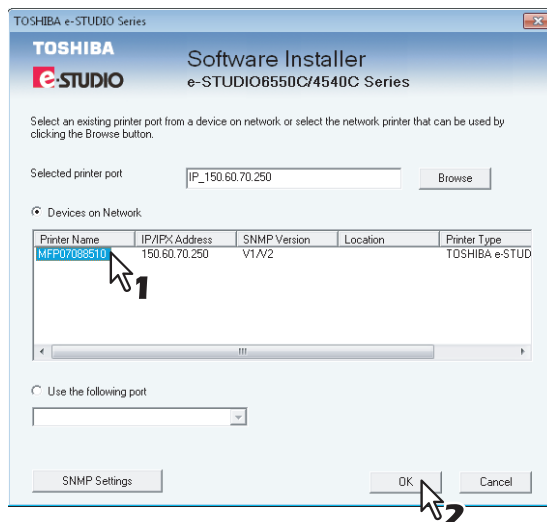 TOSHIBA e-STUDIO Series
TOSHIBA
e-STUDIO
Software Installer
e-STUDIO6550C/4540C Series
Select an existing printer port from a device on network or select the network printer that can be used by
clicking the Browse button.
Selected printer port
IP_150.60.70.250
Browse
Devices on Network
Printer Name IP/IPX Address SNMP Version Location Printer Type
MFP07088510 150.60.70.250 V1/V2 TOSHIBA e-STUD
1
Use the following port
SNMP Settings OK Cancel
2